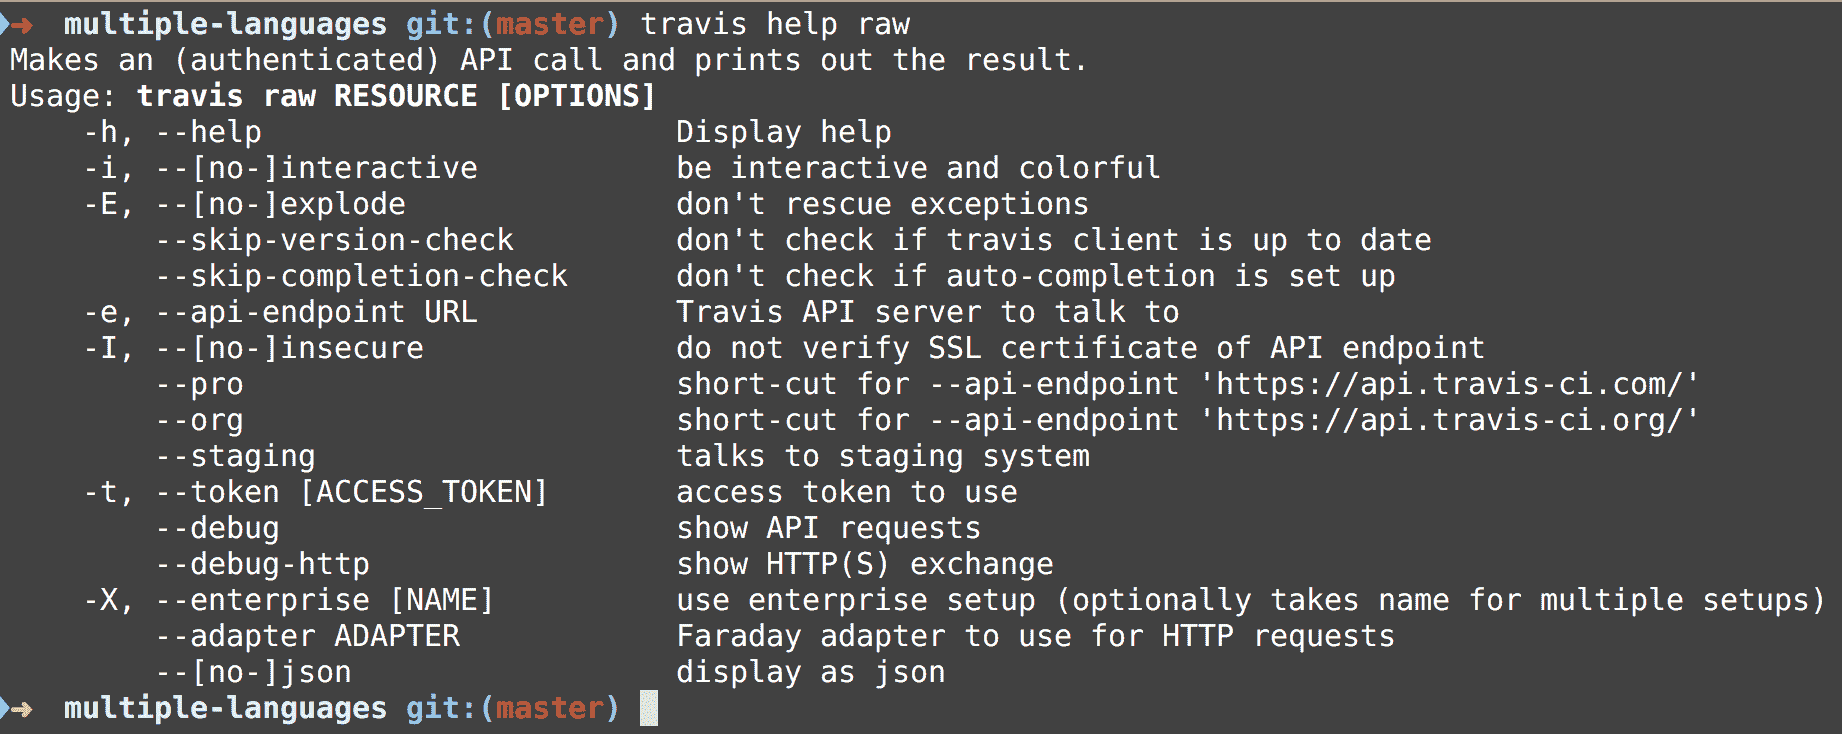 ➜  multiple-languages git:(master) travis help raw
Makes an (authenticated) API call and prints out the result.
Usage: travis raw RESOURCE [OPTIONS]
    -h, --help                       Display help
    -i, --[no-]interactive           be interactive and colorful
    -E, --[no-]explode               don't rescue exceptions
        --skip-version-check         don't check if travis client is up to date
        --skip-completion-check      don't check if auto-completion is set up
    -e, --api-endpoint URL           Travis API server to talk to
    -I, --[no-]insecure              do not verify SSL certificate of API endpoint
        --pro                        short-cut for --api-endpoint 'https://api.travis-ci.com/'
        --org                        short-cut for --api-endpoint 'https://api.travis-ci.org/'
        --staging                    talks to staging system
    -t, --token [ACCESS_TOKEN]       access token to use
        --debug                      show API requests
        --debug-http                 show HTTP(S) exchange
    -X, --enterprise [NAME]          use enterprise setup (optionally takes name for multiple setups)
        --adapter ADAPTER            Faraday adapter to use for HTTP requests
        --[no-]json                  display as json
➜  multiple-languages git:(master)